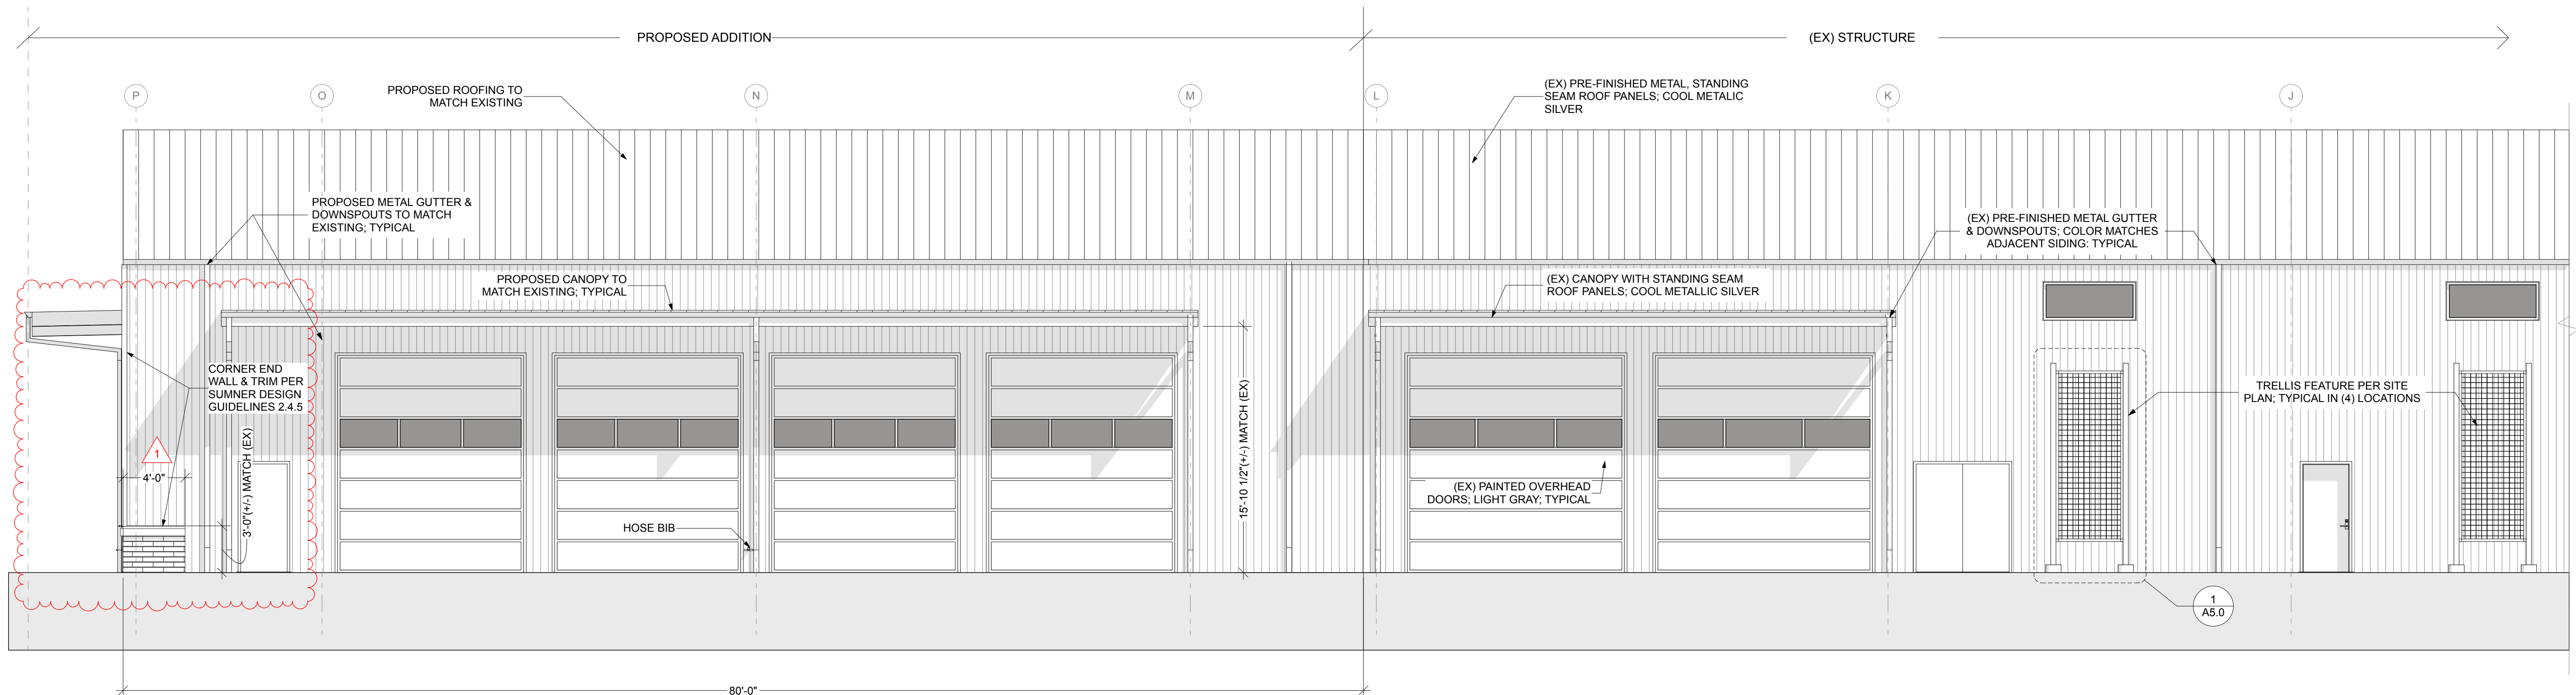 PROPOSED ADDITION
(EX) STRUCTURE
P
O
N
M
L
K
J
PROPOSED ROOFING TO
MATCH EXISTING
(EX) PRE-FINISHED METAL, STANDING
SEAM ROOF PANELS; COOL METALIC
SILVER
PROPOSED METAL GUTTER &
DOWNSPOUTS TO MATCH
EXISTING; TYPICAL
(EX) PRE-FINISHED METAL GUTTER
& DOWNSPOUTS; COLOR MATCHES
ADJACENT SIDING: TYPICAL
PROPOSED CANOPY TO
MATCH EXISTING; TYPICAL
(EX) CANOPY WITH STANDING SEAM
ROOF PANELS; COOL METALLIC SILVER
CORNER END
WALL & TRIM PER
SUMNER DESIGN
GUIDELINES 2.4.5
TRELLIS FEATURE PER SITE
PLAN; TYPICAL IN (4) LOCATIONS
1
4'-0"
3'-0"(+/-) MATCH (EX)
15'-10 1/2"(+/-) MATCH (EX)
(EX) PAINTED OVERHEAD
DOORS; LIGHT GRAY; TYPICAL
HOSE BIB
1
A5.0
80'-0"